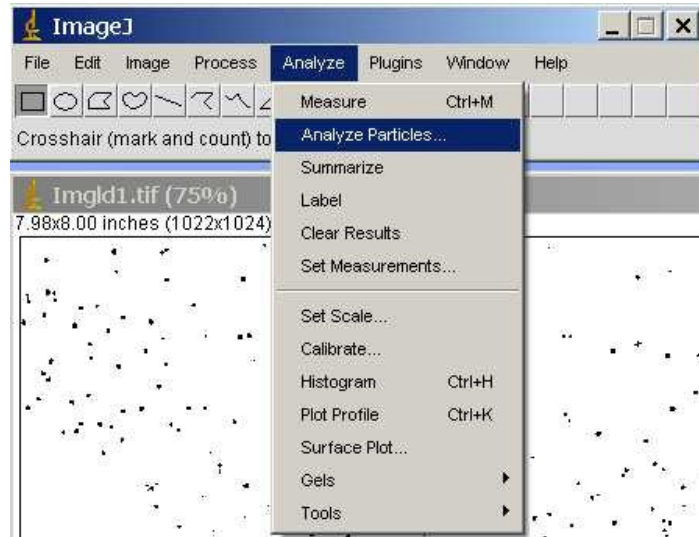 ImageJ
File Edit Image Process Analyze Plugins Window Help
Crosshair (mark and count) to
Measure Ctrl+M
Analyze Particles...
Summarize
Label
Clear Results
Set Measurements...
Set Scale...
Calibrate...
Histogram Ctrl+H
Plot Profile Ctrl+K
Surface Plot...
Gels
Tools
Imgld1.tif (75%)
7.98x8.00 inches (1022x1024)